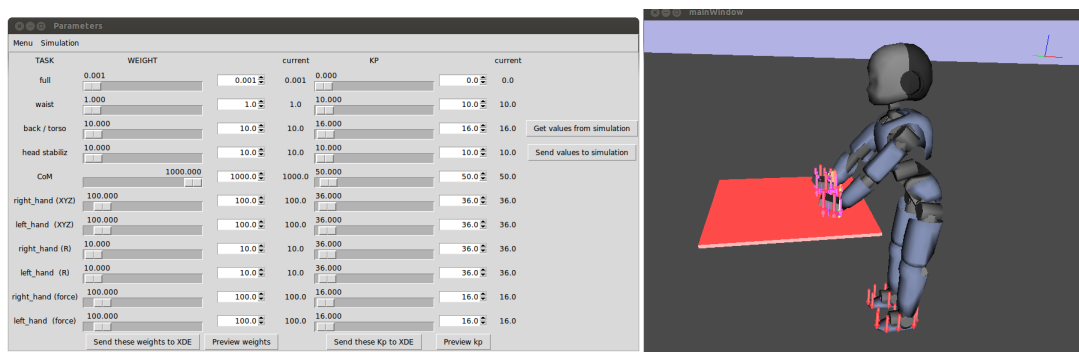 Parameters
Menu Simulation
TASK WEIGHT current KP current
full 0.001 0.001 0.001 0.000 0.0 0.0
waist 1.000 1.0 1.0 10.000 10.0 10.0
back / torso 10.000 10.0 10.0 16.000 16.0 16.0 Get values from simulation
head stabiliz 10.000 10.0 10.0 10.000 10.0 10.0 Send values to simulation
CoM 1000.000 1000.0 1000.0 50.000 50.0 50.0
right_hand (XYZ) 100.000 100.0 100.0 36.000 36.0 36.0
left_hand (XYZ) 100.000 100.0 100.0 36.000 36.0 36.0
right_hand (R) 10.000 10.0 10.0 36.000 36.0 36.0
left_hand (R) 10.000 10.0 10.0 36.000 36.0 36.0
right_hand (force) 100.000 100.0 100.0 16.000 16.0 16.0
left_hand (force) 100.000 100.0 100.0 16.000 16.0 16.0
Send these weights to XDE Preview weights Send these Kp to XDE Preview kp
mainWindow